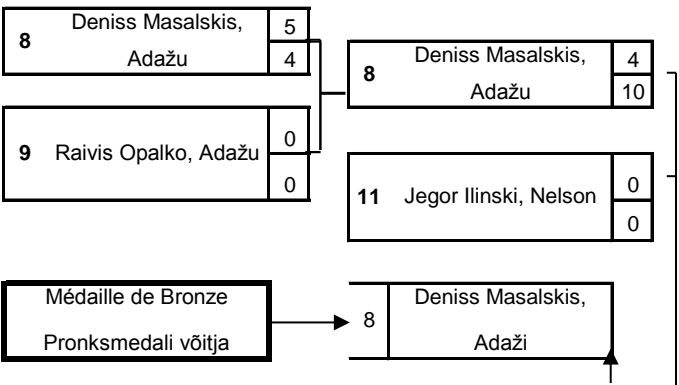 8 Deniss Masalskis, Adažu 5 4
9 Raivis Opalko, Adažu 0 0
8 Deniss Masalskis, Adažu 4 10
11 Jegor Ilinski, Nelson 0 0
Médaille de Bronze
Pronksmedali võitja
8 Deniss Masalskis,
Adaži